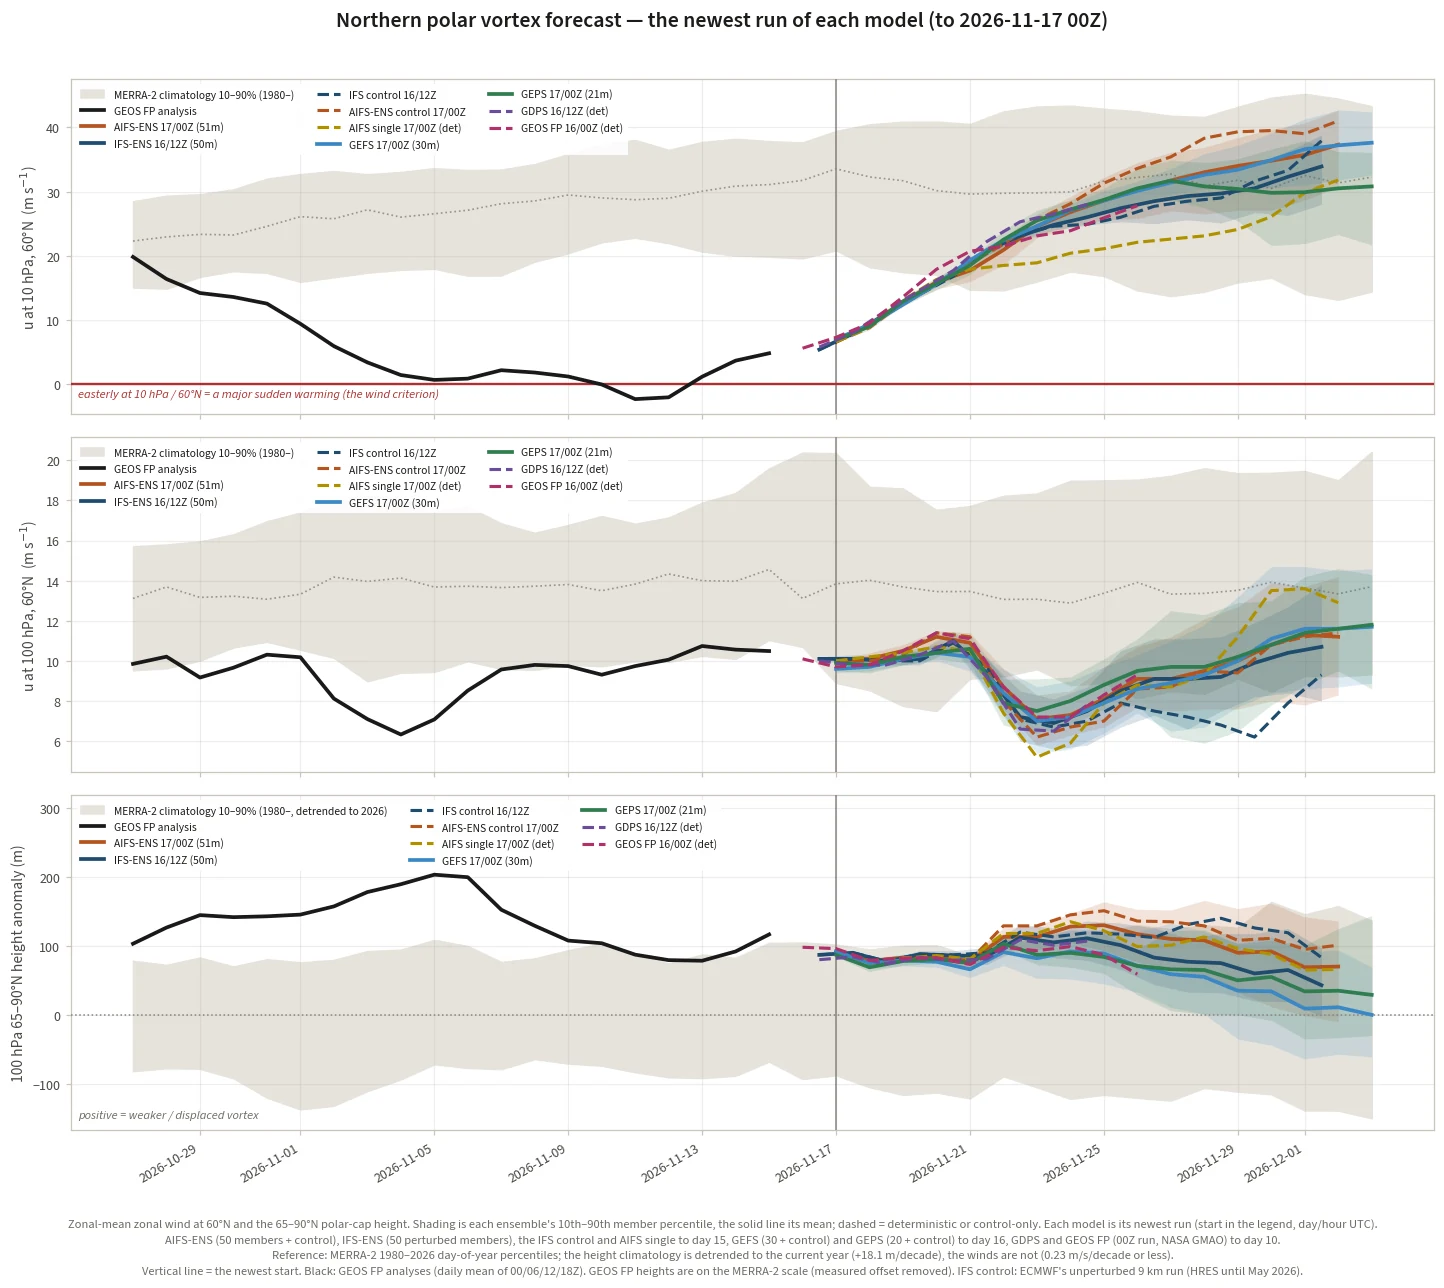 Northern polar vortex forecast — the newest run of each model (to 2026-11-17 00Z)
MERRA-2 climatology 10–90% (1980–)
GEOS FP analysis
AIFS-ENS 17/00Z (51m)
IFS-ENS 16/12Z (50m)
IFS control 16/12Z
AIFS-ENS control 17/00Z
AIFS single 17/00Z (det)
GEFS 17/00Z (30m)
GEPS 17/00Z (21m)
GDPS 16/12Z (det)
GEOS FP 16/00Z (det)
u at 10 hPa, 60°N (m s⁻¹)
40
30
20
10
0
easterly at 10 hPa / 60°N = a major sudden warming (the wind criterion)
MERRA-2 climatology 10–90% (1980–)
GEOS FP analysis
AIFS-ENS 17/00Z (51m)
IFS-ENS 16/12Z (50m)
IFS control 16/12Z
AIFS-ENS control 17/00Z
AIFS single 17/00Z (det)
GEFS 17/00Z (30m)
GEPS 17/00Z (21m)
GDPS 16/12Z (det)
GEOS FP 16/00Z (det)
u at 100 hPa, 60°N (m s⁻¹)
20
18
16
14
12
10
8
6
MERRA-2 climatology 10–90% (1980–, detrended to 2026)
GEOS FP analysis
AIFS-ENS 17/00Z (51m)
IFS-ENS 16/12Z (50m)
IFS control 16/12Z
AIFS-ENS control 17/00Z
AIFS single 17/00Z (det)
GEFS 17/00Z (30m)
GEPS 17/00Z (21m)
GDPS 16/12Z (det)
GEOS FP 16/00Z (det)
100 hPa 65–90°N height anomaly (m)
300
200
100
0
−100
positive = weaker / displaced vortex
2026-10-29
2026-11-01
2026-11-05
2026-11-09
2026-11-13
2026-11-17
2026-11-21
2026-11-25
2026-11-29
2026-12-01
Zonal-mean zonal wind at 60°N and the 65–90°N polar-cap height. Shading is each ensemble's 10th–90th member percentile, the solid line its mean; dashed = deterministic or control-only. Each model is its newest run (start in the legend, day/hour UTC).
AIFS-ENS (50 members + control), IFS-ENS (50 perturbed members), the IFS control and AIFS single to day 15, GEFS (30 + control) and GEPS (20 + control) to day 16, GDPS and GEOS FP (00Z run, NASA GMAO) to day 10.
Reference: MERRA-2 1980–2026 day-of-year percentiles; the height climatology is detrended to the current year (+18.1 m/decade), the winds are not (0.23 m/s/decade or less).
Vertical line = the newest start. Black: GEOS FP analyses (daily mean of 00/06/12/18Z). GEOS FP heights are on the MERRA-2 scale (measured offset removed). IFS control: ECMWF's unperturbed 9 km run (HRES until May 2026).